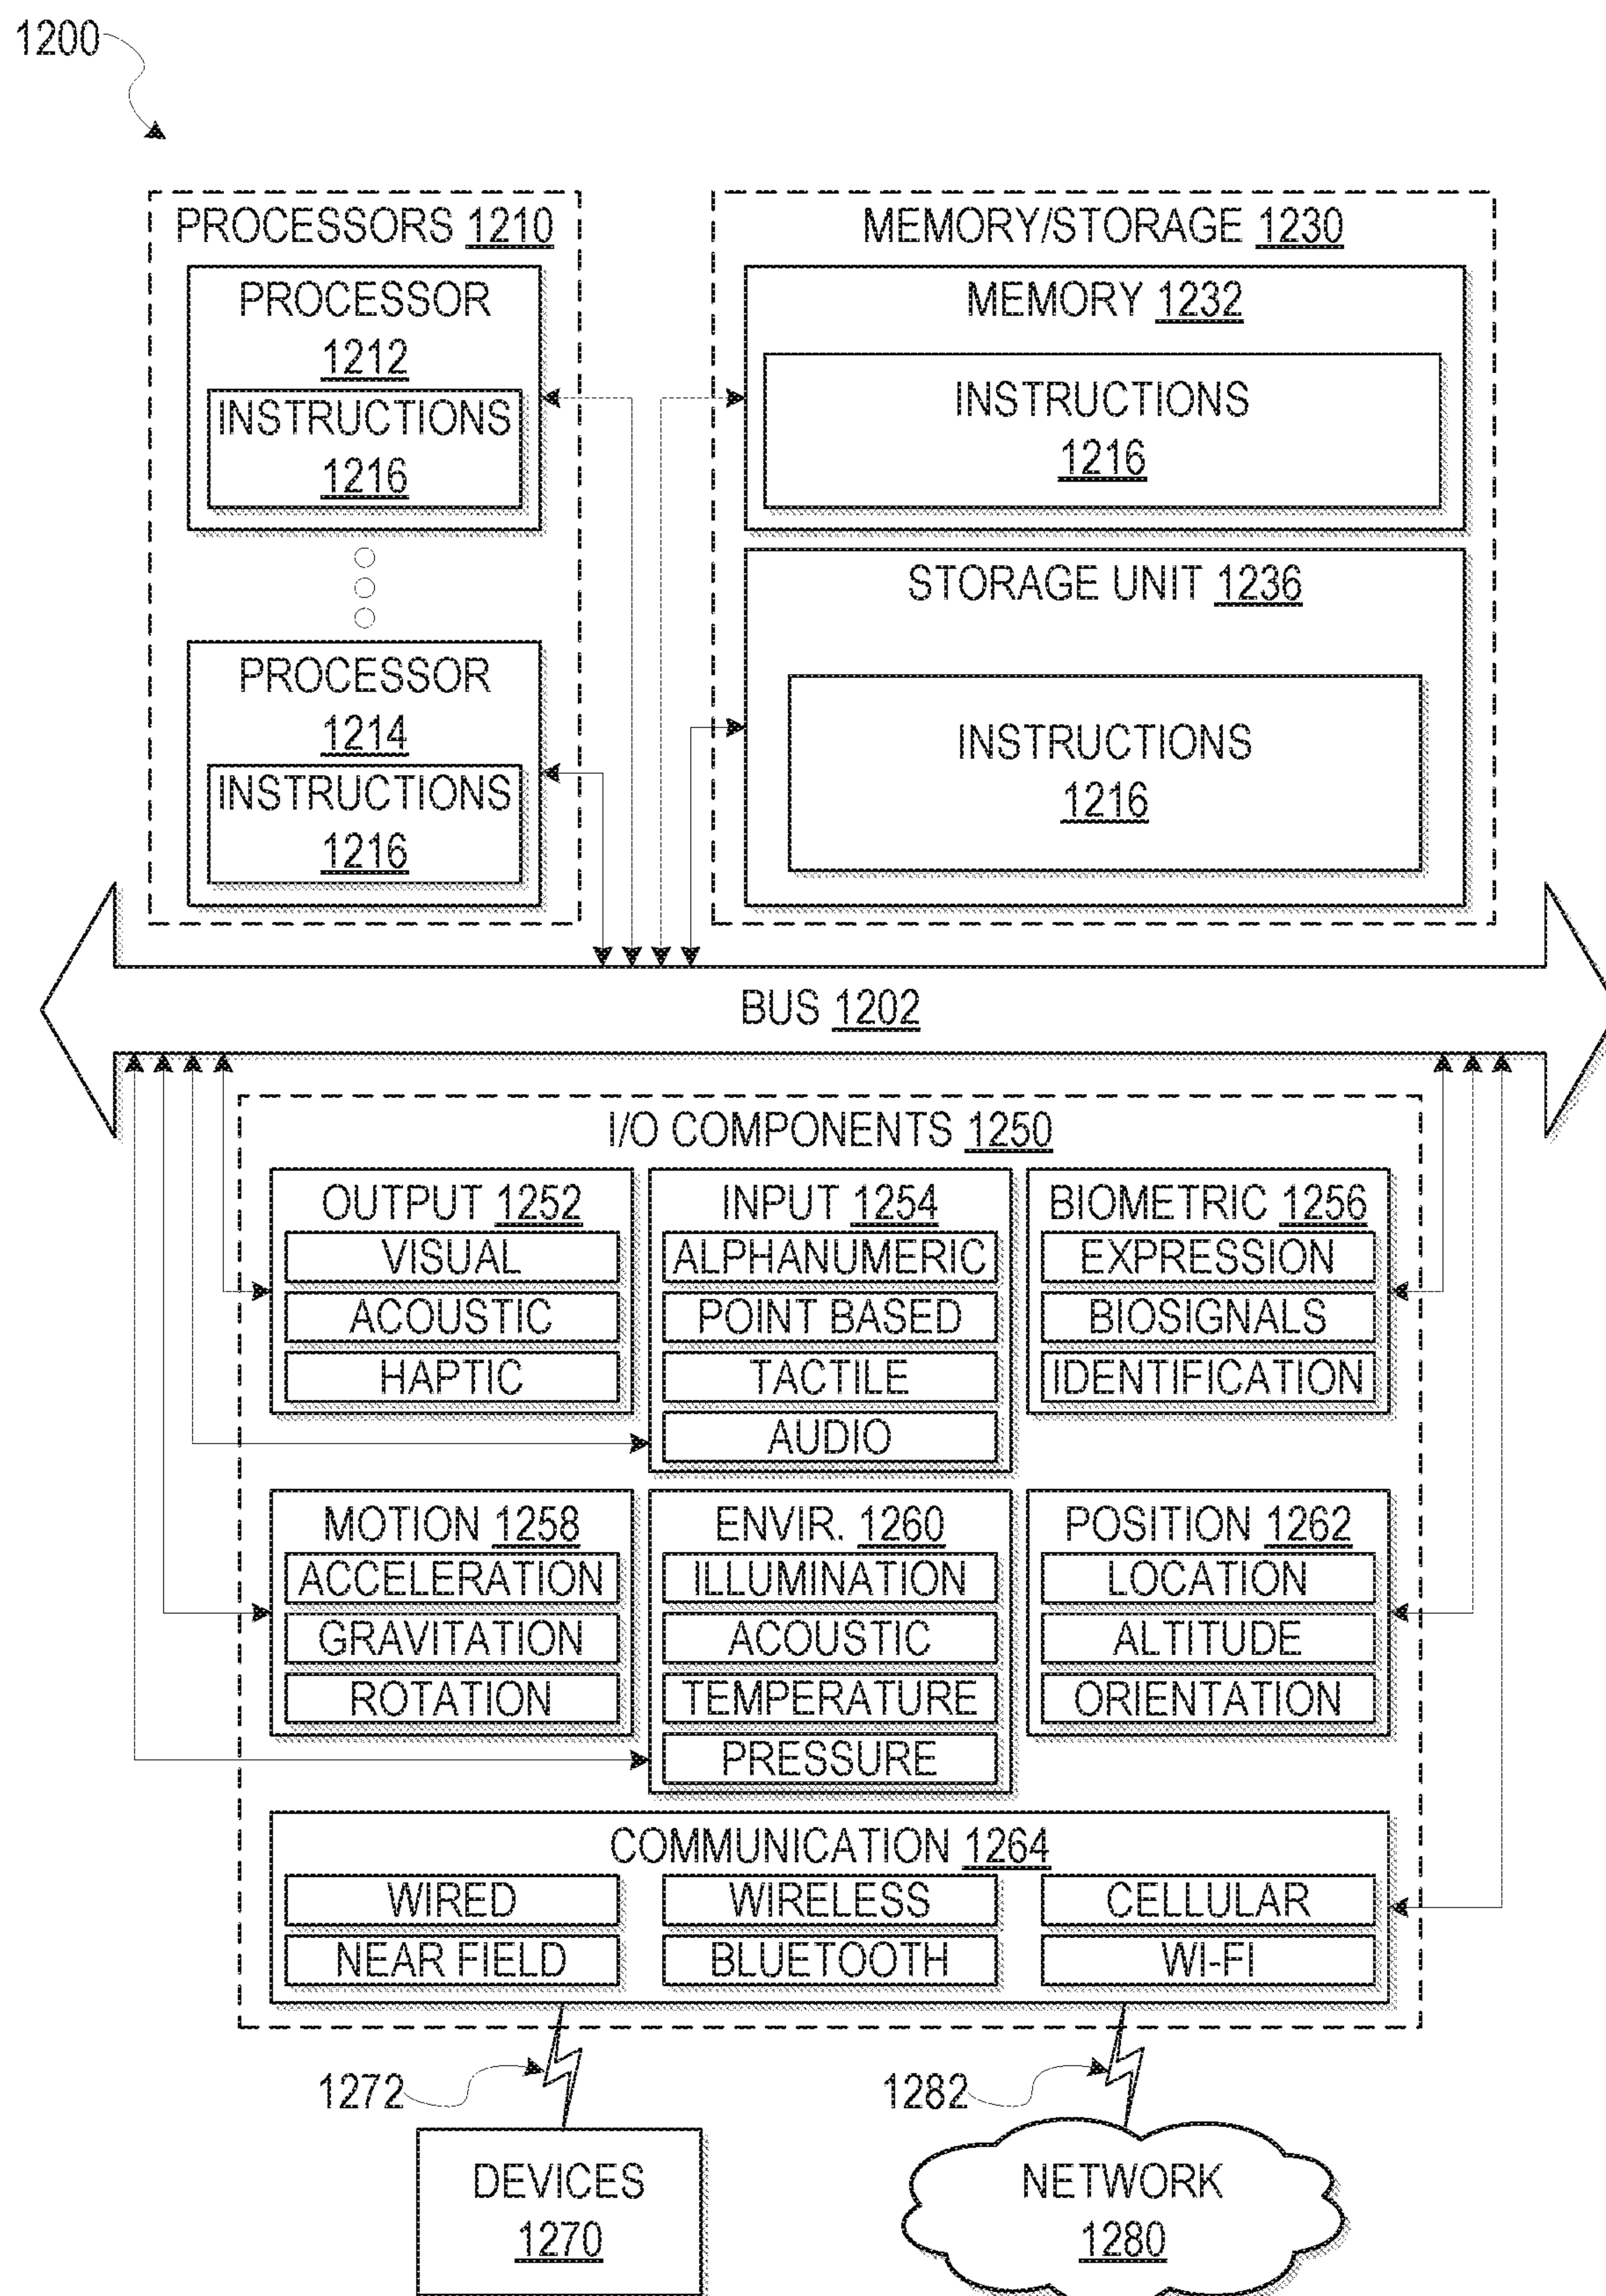 1200
PROCESSORS 1210
PROCESSOR
1212
INSTRUCTIONS
1216
PROCESSOR
1214
INSTRUCTIONS
1216
MEMORY/STORAGE 1230
MEMORY 1232
INSTRUCTIONS
1216
STORAGE UNIT 1236
INSTRUCTIONS
1216
BUS 1202
I/O COMPONENTS 1250
OUTPUT 1252
VISUAL
ACOUSTIC
HAPTIC
INPUT 1254
ALPHANUMERIC
POINT BASED
TACTILE
AUDIO
BIOMETRIC 1256
EXPRESSION
BIOSIGNALS
IDENTIFICATION
MOTION 1258
ACCELERATION
GRAVITATION
ROTATION
ENVIR. 1260
ILLUMINATION
ACOUSTIC
TEMPERATURE
PRESSURE
POSITION 1262
LOCATION
ALTITUDE
ORIENTATION
COMMUNICATION 1264
WIRED
WIRELESS
CELLULAR
NEAR FIELD
BLUETOOTH
WI-FI
1272
1282
DEVICES
1270
NETWORK
1280